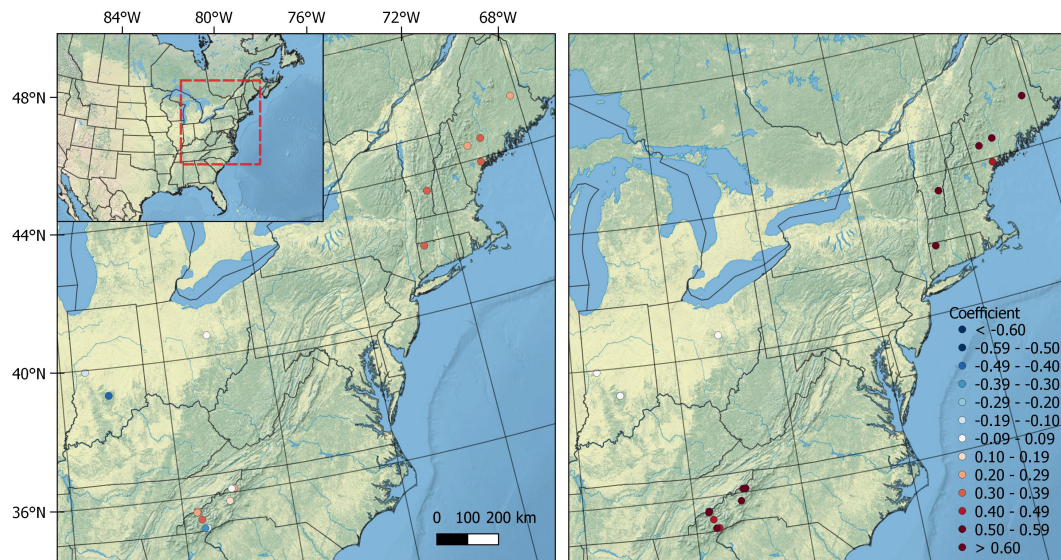 84°W 80°W 76°W 72°W 68°W
48°N
44°N
40°N
36°N
0 100 200 km
Coefficient
< -0.60
-0.59 - -0.50
-0.49 - -0.40
-0.39 - -0.30
-0.29 - -0.20
-0.19 - -0.10
-0.09 - 0.09
0.10 - 0.19
0.20 - 0.29
0.30 - 0.39
0.40 - 0.49
0.50 - 0.59
> 0.60